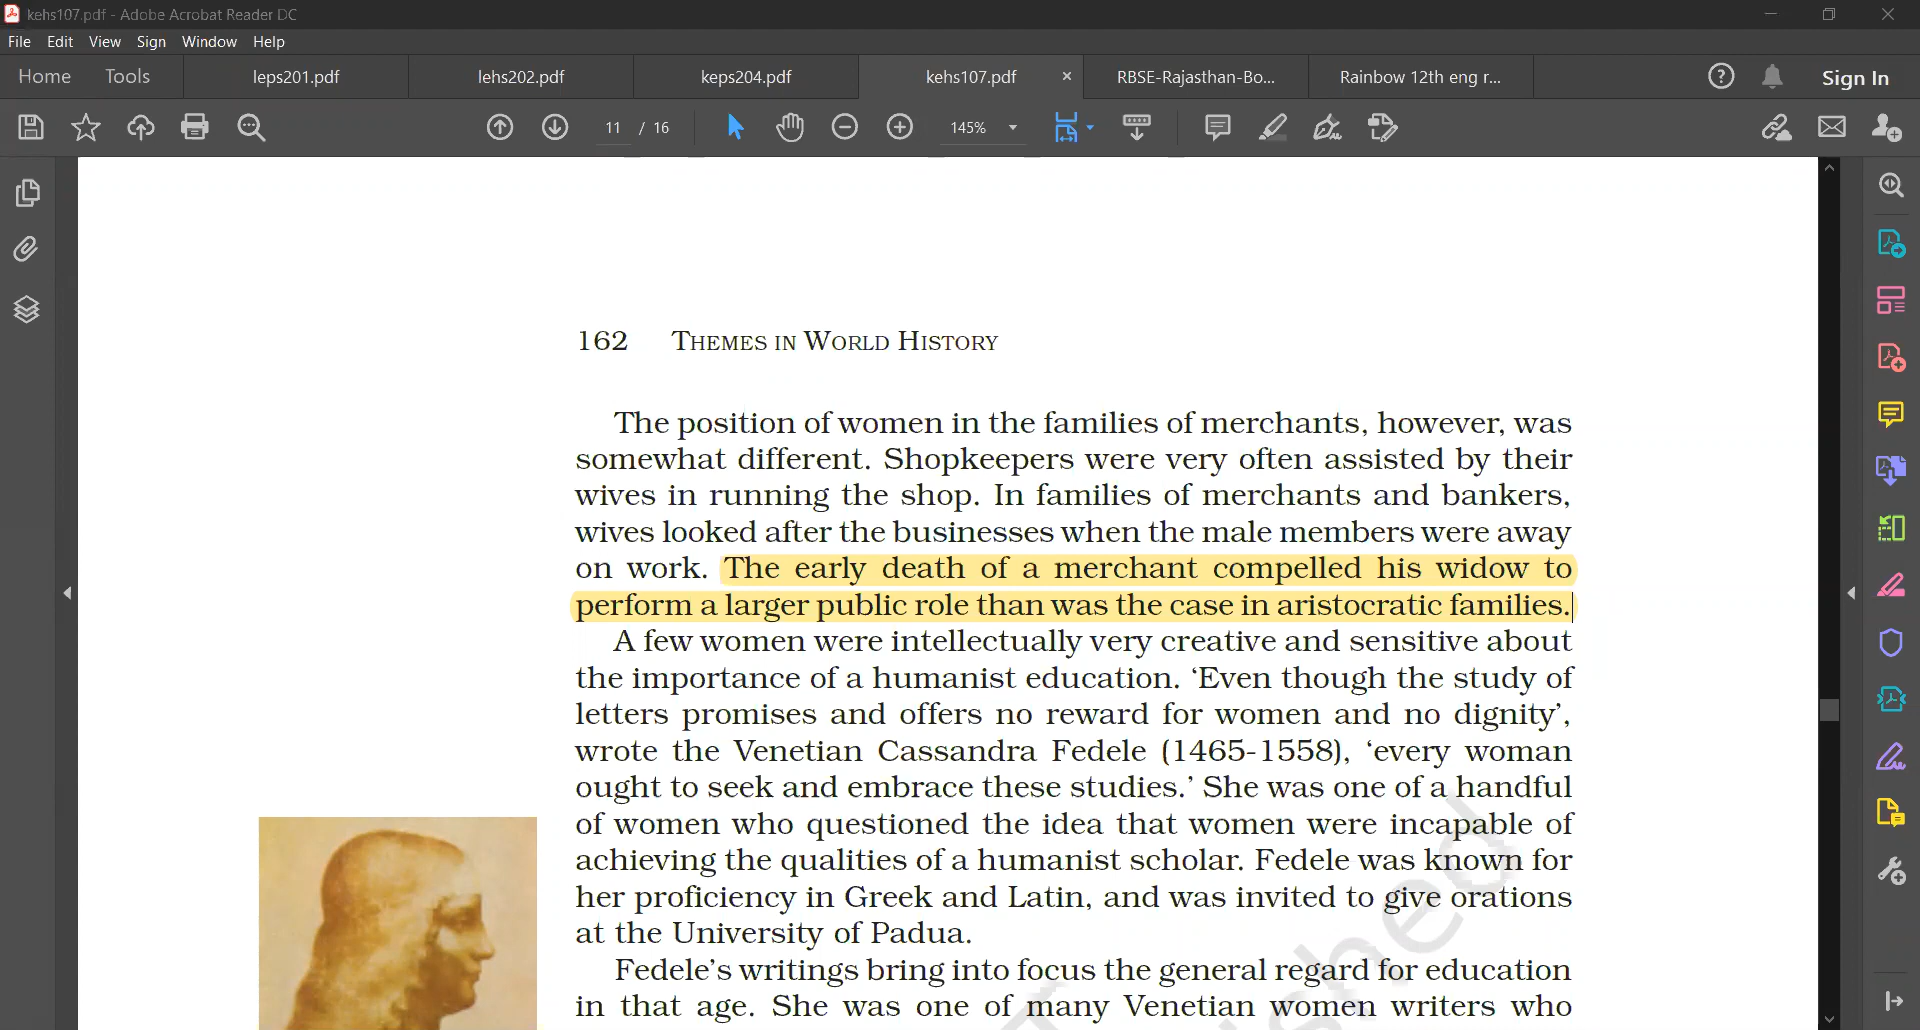 kehs107.pdf - Adobe Acrobat Reader DC
File Edit View Sign Window Help
Home Tools leps201.pdf lehs202.pdf keps204.pdf kehs107.pdf × RBSE-Rajasthan-Bo... Rainbow 12th eng r... Sign In
11 / 16 145%
162 THEMES IN WORLD HISTORY
The position of women in the families of merchants, however, was
somewhat different. Shopkeepers were very often assisted by their
wives in running the shop. In families of merchants and bankers,
wives looked after the businesses when the male members were away
on work. The early death of a merchant compelled his widow to
perform a larger public role than was the case in aristocratic families.
A few women were intellectually very creative and sensitive about
the importance of a humanist education. ‘Even though the study of
letters promises and offers no reward for women and no dignity’,
wrote the Venetian Cassandra Fedele (1465-1558), ‘every woman
ought to seek and embrace these studies.’ She was one of a handful
of women who questioned the idea that women were incapable of
achieving the qualities of a humanist scholar. Fedele was known for
her proficiency in Greek and Latin, and was invited to give orations
at the University of Padua.
Fedele’s writings bring into focus the general regard for education
in that age. She was one of many Venetian women writers who